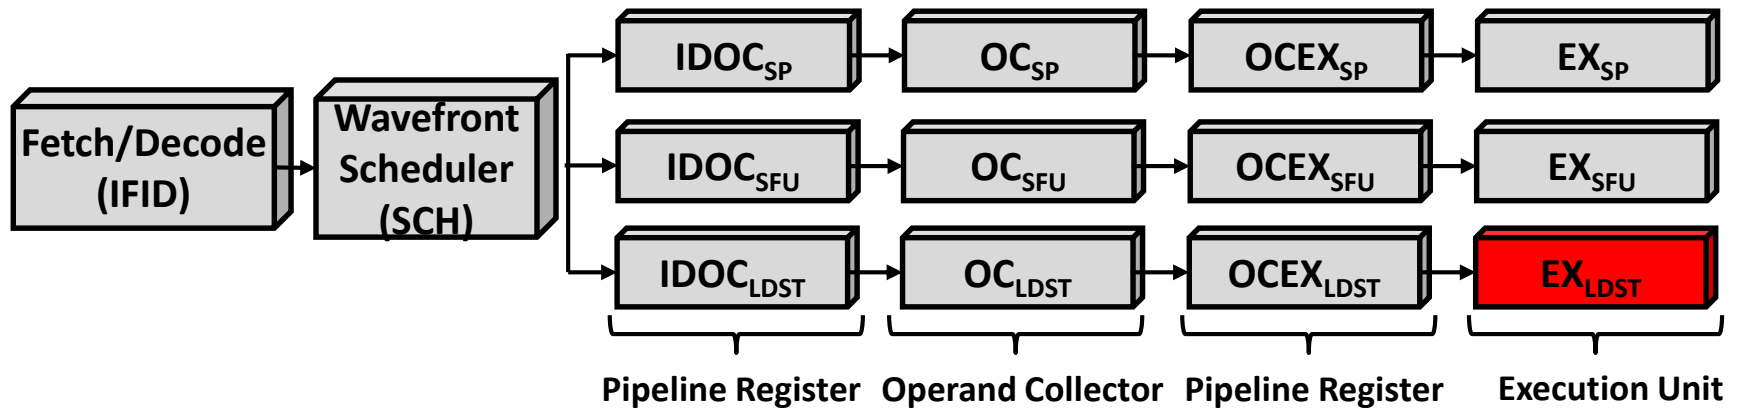 Fetch/Decode
(IFID)
Wavefront
Scheduler
(SCH)
IDOCSP
OCSP
OCEXSP
EXSP
IDOCSFU
OCSFU
OCEXSFU
EXSFU
IDOCLDST
OCLDST
OCEXLDST
EXLDST
Pipeline Register
Operand Collector
Pipeline Register
Execution Unit